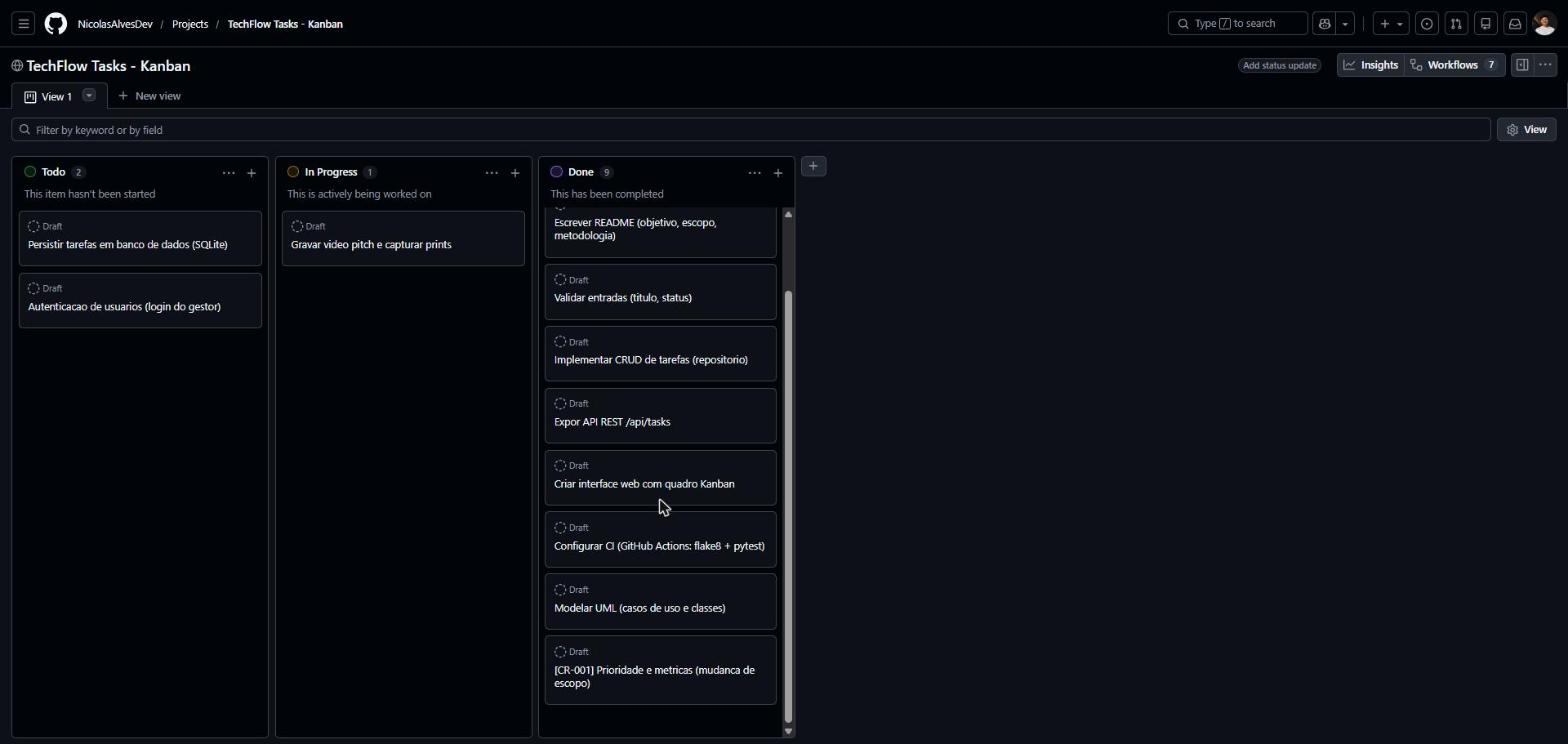 NicolasAlvesDev / Projects / TechFlow Tasks - Kanban
Type / to search
TechFlow Tasks - Kanban
Add status update
Insights
Workflows 7
View 1
New view
Filter by keyword or by field
View
Todo 2
This item hasn't been started
Draft
Persistir tarefas em banco de dados (SQLite)
Draft
Autenticacao de usuarios (login do gestor)
In Progress 1
This is actively being worked on
Draft
Gravar video pitch e capturar prints
Done 9
This has been completed
Escrever README (objetivo, escopo,
metodologia)
Draft
Validar entradas (titulo, status)
Draft
Implementar CRUD de tarefas (repositorio)
Draft
Expor API REST /api/tasks
Draft
Criar interface web com quadro Kanban
Draft
Configurar CI (GitHub Actions: flake8 + pytest)
Draft
Modelar UML (casos de uso e classes)
Draft
[CR-001] Prioridade e metricas (mudanca de
escopo)